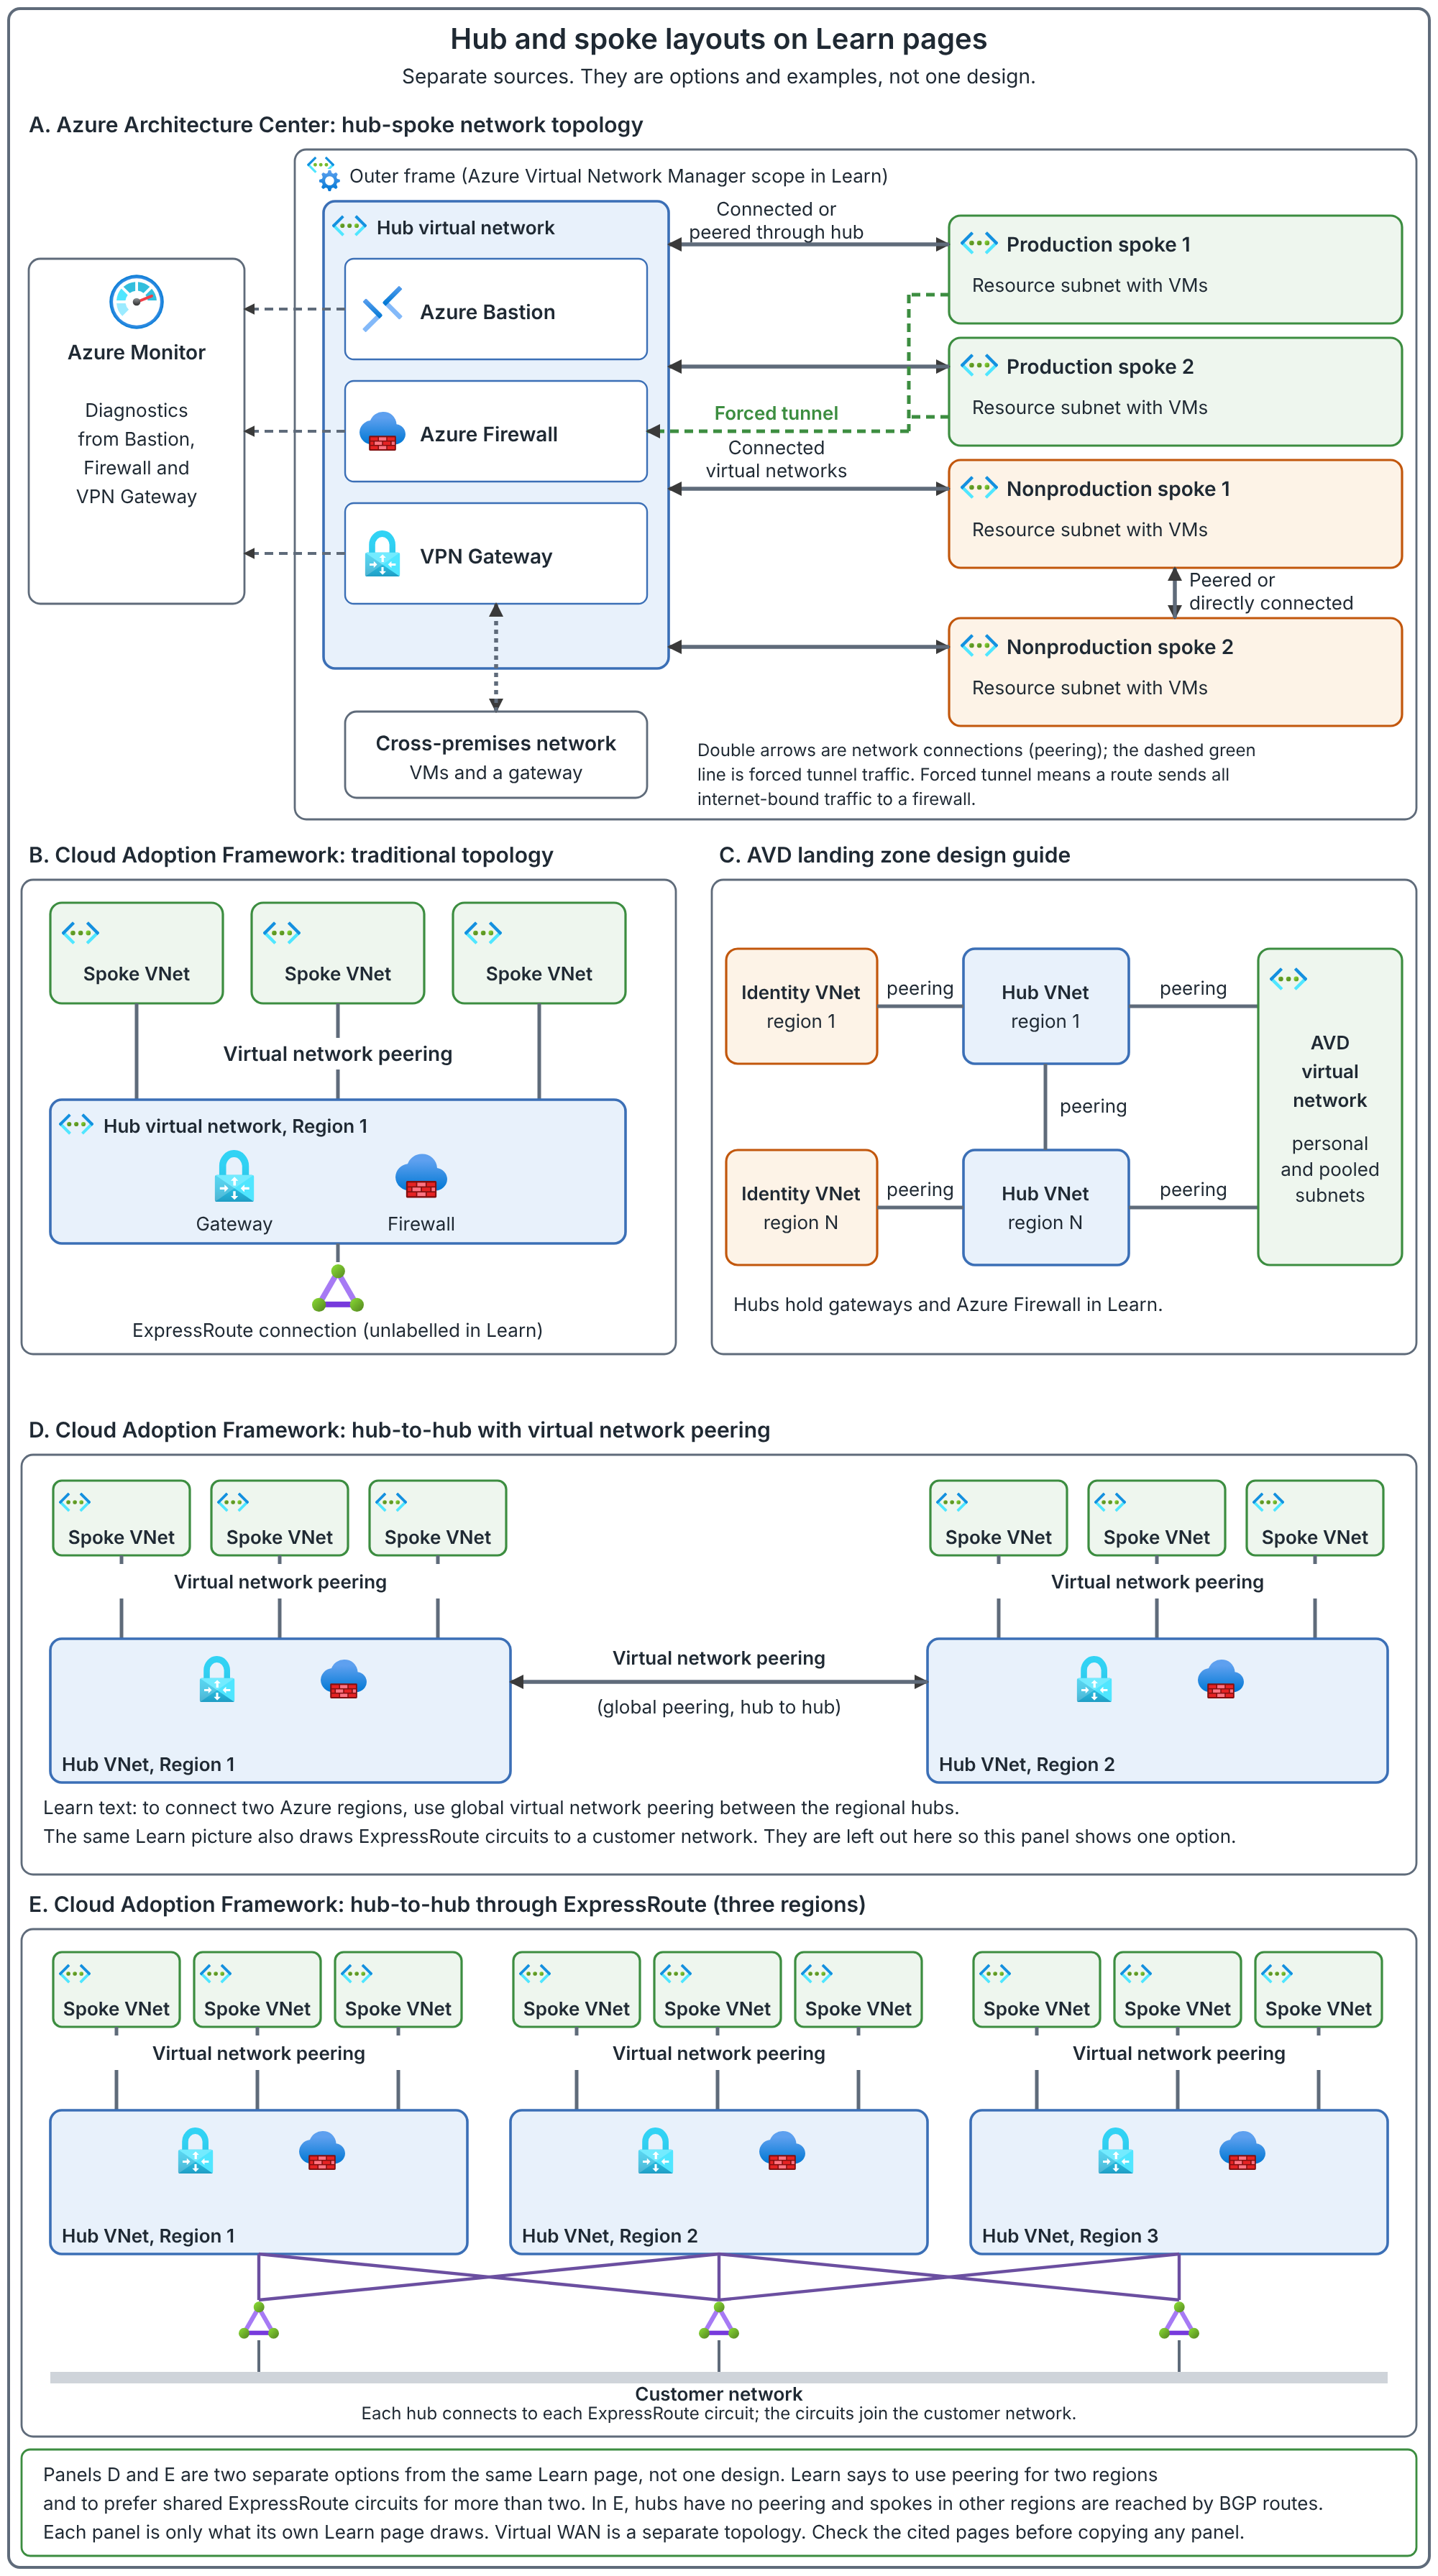 Hub and spoke layouts on Learn pages
Separate sources. They are options and examples, not one design.
A. Azure Architecture Center: hub-spoke network topology
Outer frame (Azure Virtual Network Manager scope in Learn)
Hub virtual network
Azure Bastion
Azure Firewall
VPN Gateway
Azure Monitor
Diagnostics
from Bastion,
Firewall and
VPN Gateway
Connected or
peered through hub
Forced tunnel
Connected
virtual networks
Production spoke 1
Resource subnet with VMs
Production spoke 2
Resource subnet with VMs
Nonproduction spoke 1
Resource subnet with VMs
Peered or
directly connected
Nonproduction spoke 2
Resource subnet with VMs
Cross-premises network
VMs and a gateway
Double arrows are network connections (peering); the dashed green
line is forced tunnel traffic. Forced tunnel means a route sends all
internet-bound traffic to a firewall.
B. Cloud Adoption Framework: traditional topology
Spoke VNet
Spoke VNet
Spoke VNet
Virtual network peering
Hub virtual network, Region 1
Gateway
Firewall
ExpressRoute connection (unlabelled in Learn)
C. AVD landing zone design guide
Identity VNet
region 1
peering
Hub VNet
region 1
peering
AVD
virtual
network
personal
and pooled
subnets
peering
Identity VNet
region N
peering
Hub VNet
region N
peering
Hubs hold gateways and Azure Firewall in Learn.
D. Cloud Adoption Framework: hub-to-hub with virtual network peering
Spoke VNet
Spoke VNet
Spoke VNet
Virtual network peering
Hub VNet, Region 1
Virtual network peering
(global peering, hub to hub)
Spoke VNet
Spoke VNet
Spoke VNet
Virtual network peering
Hub VNet, Region 2
Learn text: to connect two Azure regions, use global virtual network peering between the regional hubs.
The same Learn picture also draws ExpressRoute circuits to a customer network. They are left out here so this panel shows one option.
E. Cloud Adoption Framework: hub-to-hub through ExpressRoute (three regions)
Spoke VNet
Spoke VNet
Spoke VNet
Virtual network peering
Hub VNet, Region 1
Spoke VNet
Spoke VNet
Spoke VNet
Virtual network peering
Hub VNet, Region 2
Spoke VNet
Spoke VNet
Spoke VNet
Virtual network peering
Hub VNet, Region 3
Customer network
Each hub connects to each ExpressRoute circuit; the circuits join the customer network.
Panels D and E are two separate options from the same Learn page, not one design. Learn says to use peering for two regions
and to prefer shared ExpressRoute circuits for more than two. In E, hubs have no peering and spokes in other regions are reached by BGP routes.
Each panel is only what its own Learn page draws. Virtual WAN is a separate topology. Check the cited pages before copying any panel.